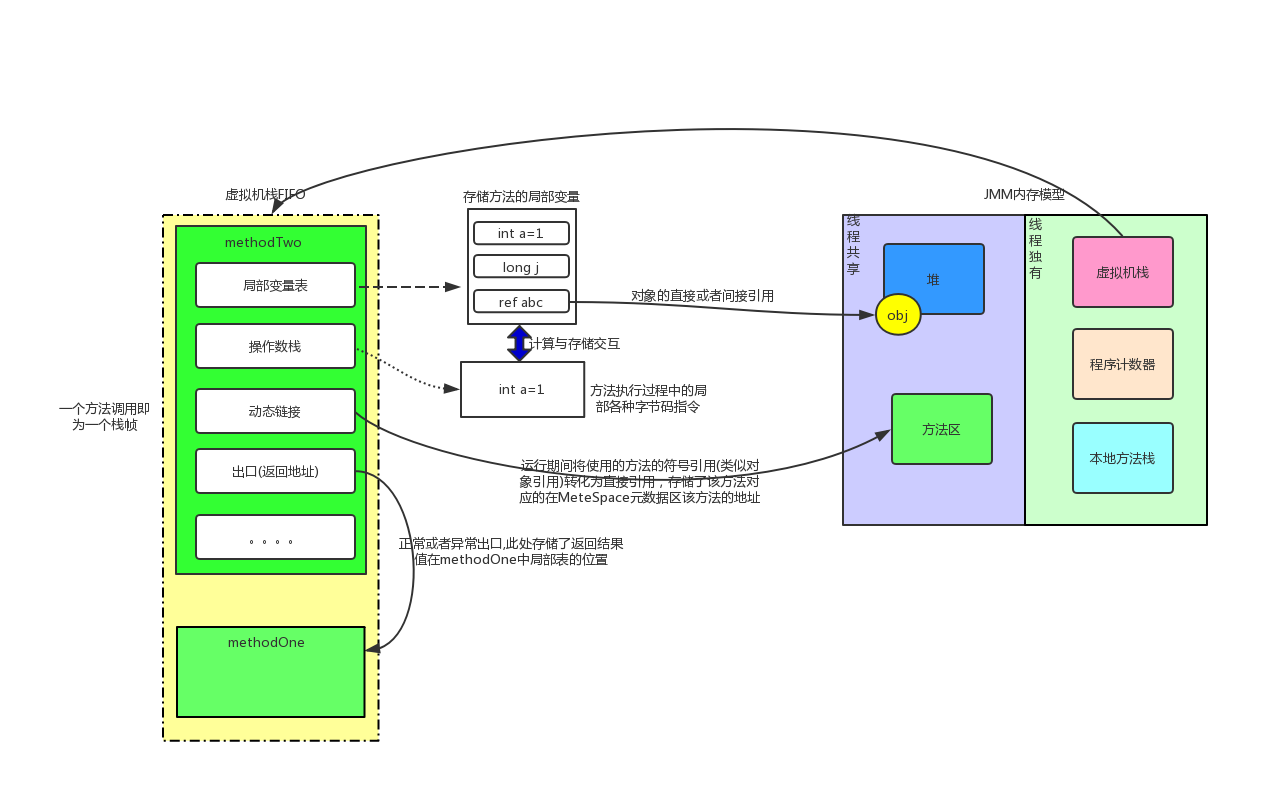 虚拟机栈FIFO
methodTwo
局部变量表
操作数栈
动态链接
出口(返回地址)
。。。。
methodOne
一个方法调用即
为一个栈帧
存储方法的局部变量
int a=1
long j
ref abc
计算与存储交互
int a=1
方法执行过程中的局
部各种字节码指令
对象的直接或者间接引用
运行期间将使用的方法的符号引用(类似对
象引用)转化为直接引用，存储了该方法对
应的在MeteSpace元数据区该方法的地址
正常或者异常出口,此处存储了返回结果
值在methodOne中局部表的位置
JMM内存模型
线
程
共
享
堆
obj
方法区
线
程
独
有
虚拟机栈
程序计数器
本地方法栈